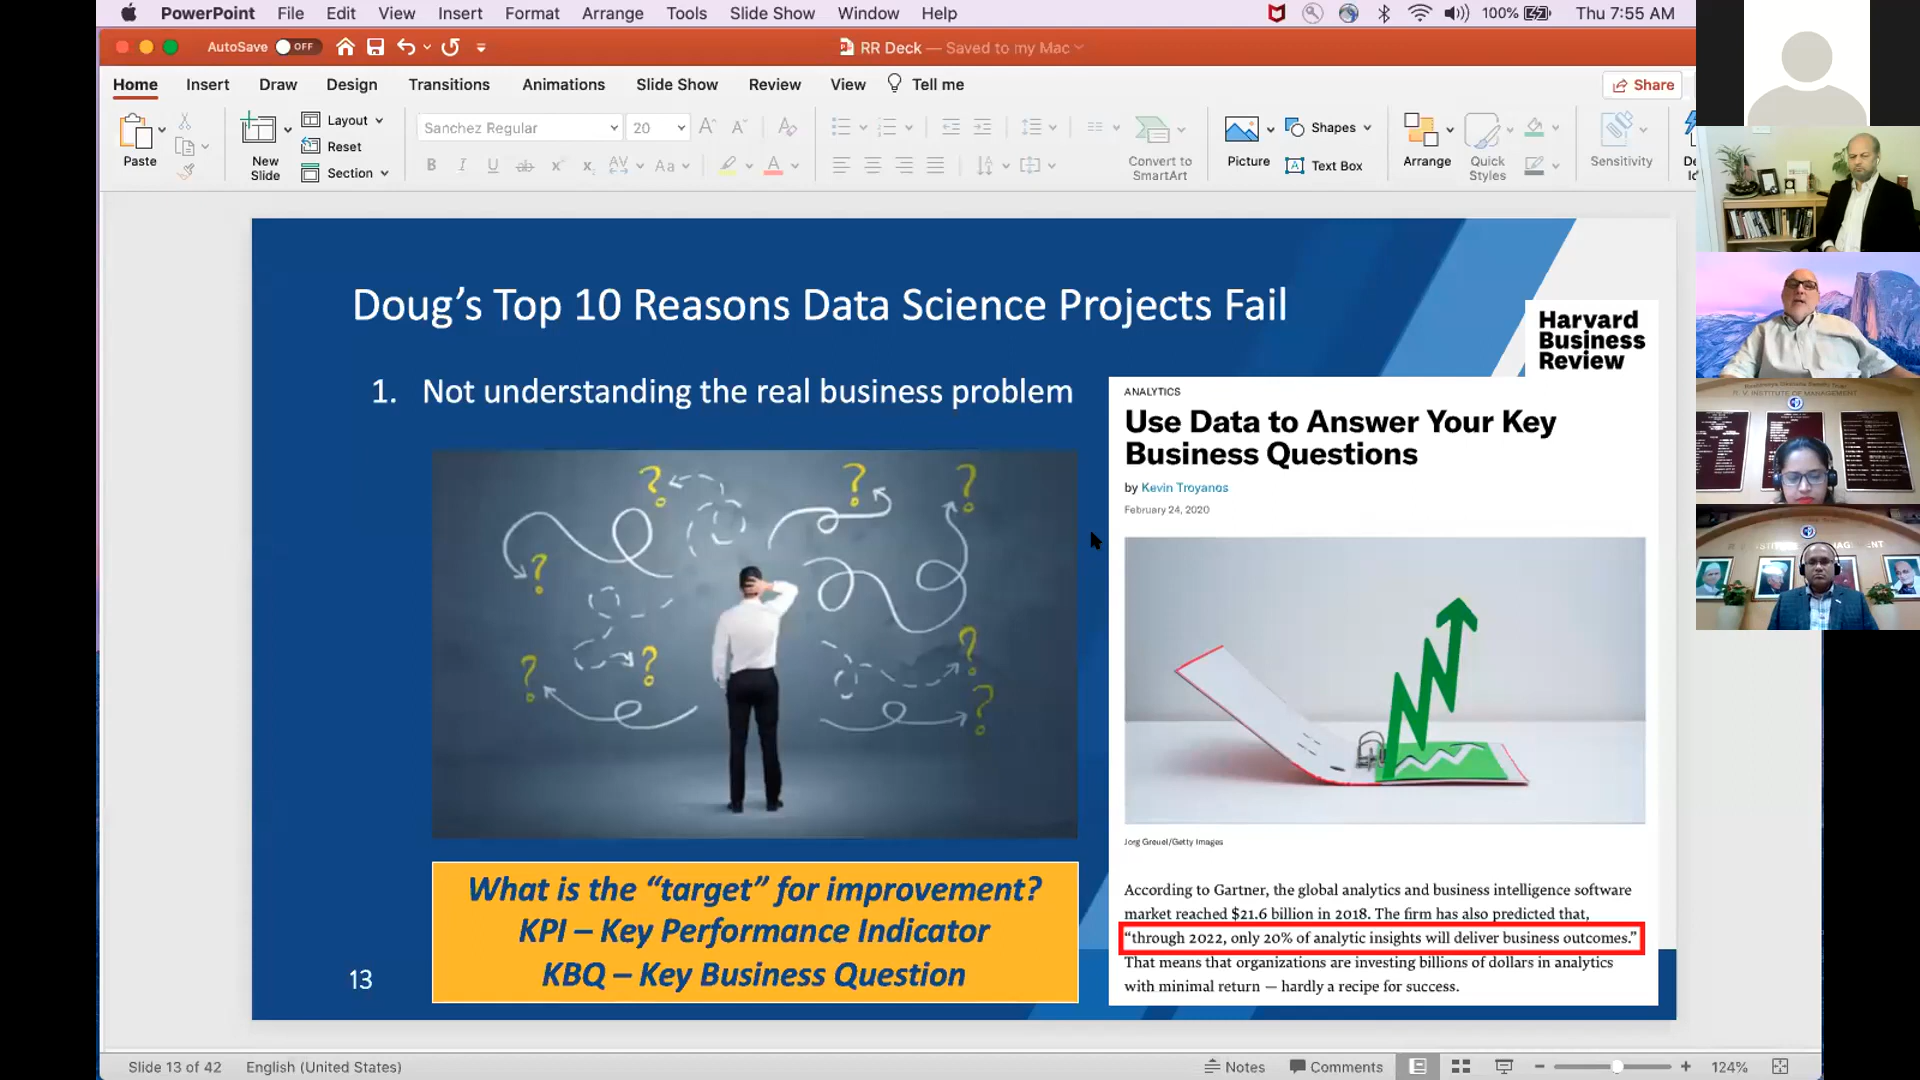 PowerPoint File Edit View Insert Format Arrange Tools Slide Show Window Help 100% Thu 7:55 AM
AutoSave OFF RR Deck — Saved to my Mac
Home Insert Draw Design Transitions Animations Slide Show Review View Tell me Share
Paste
New
Slide
Layout
Reset
Section
Sanchez Regular 20
Convert to
SmartArt
Picture
Shapes
Text Box
Arrange
Quick
Styles
Sensitivity
Doug’s Top 10 Reasons Data Science Projects Fail
1. Not understanding the real business problem
What is the “target” for improvement?
KPI – Key Performance Indicator
KBQ – Key Business Question
13
Harvard
Business
Review
ANALYTICS
Use Data to Answer Your Key
Business Questions
by Kevin Troyanos
February 24, 2020
Jorg Greuel/Getty Images
According to Gartner, the global analytics and business intelligence software
market reached $21.6 billion in 2018. The firm has also predicted that,
“through 2022, only 20% of analytic insights will deliver business outcomes.”
That means that organizations are investing billions of dollars in analytics
with minimal return — hardly a recipe for success.
R. V. INSTITUTE OF MANAGEMENT
Slide 13 of 42 English (United States) Notes Comments 124%